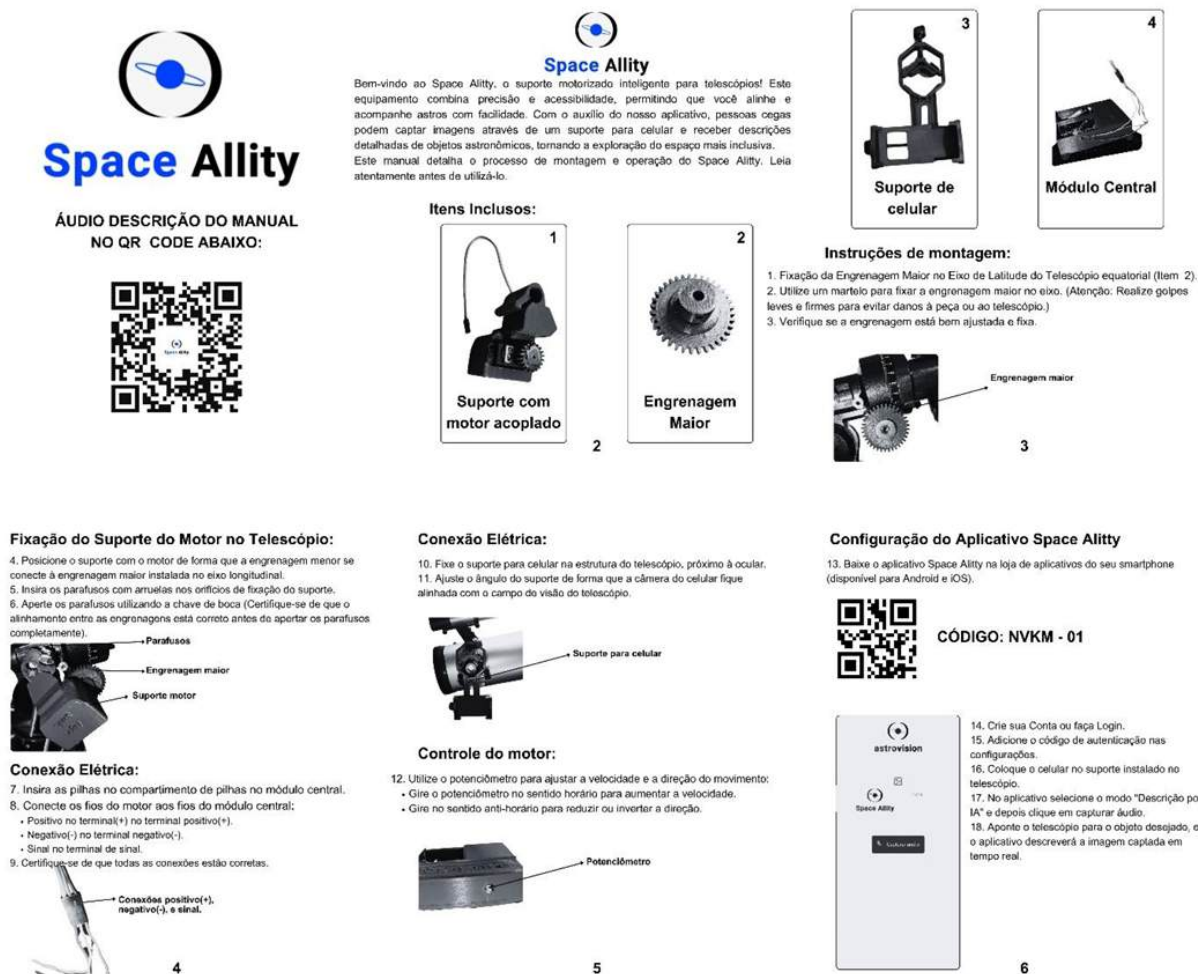 Space Allity
ÁUDIO DESCRIÇÃO DO MANUAL
NO QR CODE ABAIXO:
Space Allity
Space Allity
Bem-vindo ao Space Alitty, o suporte motorizado inteligente para telescópios! Este
equipamento combina precisão e acessibilidade, permitindo que você alinhe e
acompanhe astros com facilidade. Com o auxílio do nosso aplicativo, pessoas cegas
podem captar imagens através de um suporte para celular e receber descrições
detalhadas de objetos astronômicos, tornando a exploração do espaço mais inclusiva.
Este manual detalha o processo de montagem e operação do Space Alitty. Leia
atentamente antes de utilizá-lo.
Itens Inclusos:
1
Suporte com
motor acoplado
2
Engrenagem
Maior
2
3
Suporte de
celular
4
Módulo Central
Instruções de montagem:
1. Fixação da Engrenagem Maior no Eixo de Latitude do Telescópio equatorial (Item 2).
2. Utilize um martelo para fixar a engrenagem maior no eixo. (Atenção: Realize golpes
leves e firmes para evitar danos à peça ou ao telescópio.)
3. Verifique se a engrenagem está bem ajustada e fixa.
Engrenagem maior
3
Fixação do Suporte do Motor no Telescópio:
4. Posicione o suporte com o motor de forma que a engrenagem menor se
conecte à engrenagem maior instalada no eixo longitudinal.
5. Insira os parafusos com arruelas nos orifícios de fixação do suporte.
6. Aperte os parafusos utilizando a chave de boca (Certifique-se de que o
alinhamento entre as engrenagens está correto antes de apertar os parafusos
completamente).
Parafusos
Engrenagem maior
Suporte motor
Conexão Elétrica:
7. Insira as pilhas no compartimento de pilhas no módulo central.
8. Conecte os fios do motor aos fios do módulo central:
• Positivo no terminal(+) no terminal positivo(+).
• Negativo(-) no terminal negativo(-).
• Sinal no terminal de sinal.
9. Certifique-se de que todas as conexões estão corretas.
Conexões positivo(+),
negativo(-), e sinal.
4
Conexão Elétrica:
10. Fixe o suporte para celular na estrutura do telescópio, próximo à ocular.
11. Ajuste o ângulo do suporte de forma que a câmera do celular fique
alinhada com o campo de visão do telescópio.
Suporte para celular
Controle do motor:
12. Utilize o potenciômetro para ajustar a velocidade e a direção do movimento:
• Gire o potenciômetro no sentido horário para aumentar a velocidade.
• Gire no sentido anti-horário para reduzir ou inverter a direção.
Potenciômetro
5
Configuração do Aplicativo Space Alitty
13. Baixe o aplicativo Space Alitty na loja de aplicativos do seu smartphone
(disponível para Android e iOS).
CÓDIGO: NVKM - 01
astrovision
Space Allity
14. Crie sua Conta ou faça Login.
15. Adicione o código de autenticação nas
configurações.
16. Coloque o celular no suporte instalado no
telescópio.
17. No aplicativo selecione o modo "Descrição po
IA" e depois clique em capturar áudio.
18. Aponte o telescópio para o objeto desejado, e
o aplicativo descreverá a imagem captada em
tempo real.
6